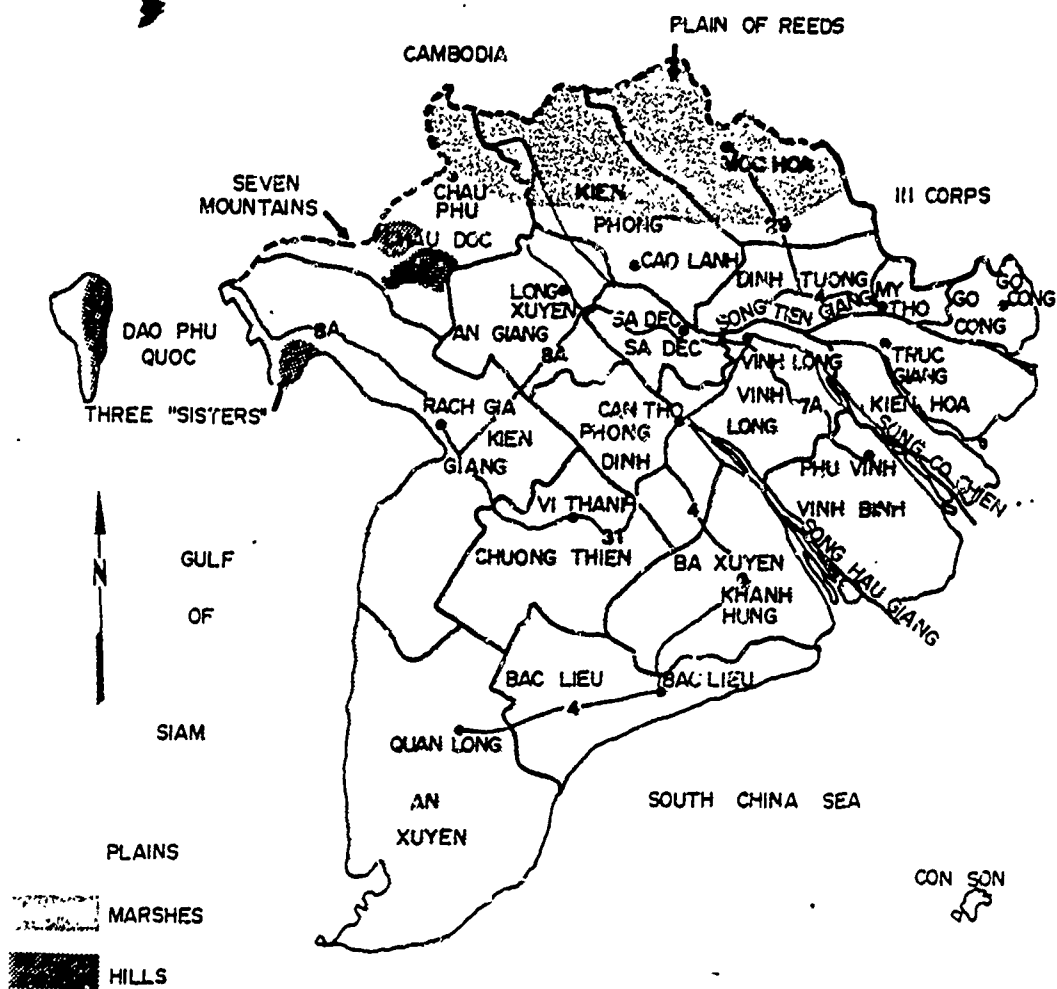 PLAIN OF REEDS
CAMBODIA
SEVEN
MOUNTAINS
CHAU
PHU
KIEN
PHONG
MOC HOA
III CORPS
CHAU DOC
29
CAO LANH
DINH TUONG
4
MY
THO
GO
CONG
GO
CONG
SONG TIEN GIANG
LONG
XUYEN
SA DEC
SA DEC
AN GIANG
8A
8A
DAO PHU
QUOC
THREE "SISTERS"
VINH LONG
TRUC
GIANG
VINH
LONG
7A
KIEN HOA
RACH GIA
KIEN
GIANG
CAN THO
PHONG
DINH
SONG CO CHIEN
PHU VINH
VINH BINH
VI THANH
31
4
CHUONG THIEN
BA XUYEN
KHANH
HUNG
SONG HAU GIANG
N
GULF
OF
SIAM
BAC LIEU
BAC LIEU
4
QUAN LONG
AN
XUYEN
SOUTH CHINA SEA
CON SON
PLAINS
MARSHES
HILLS